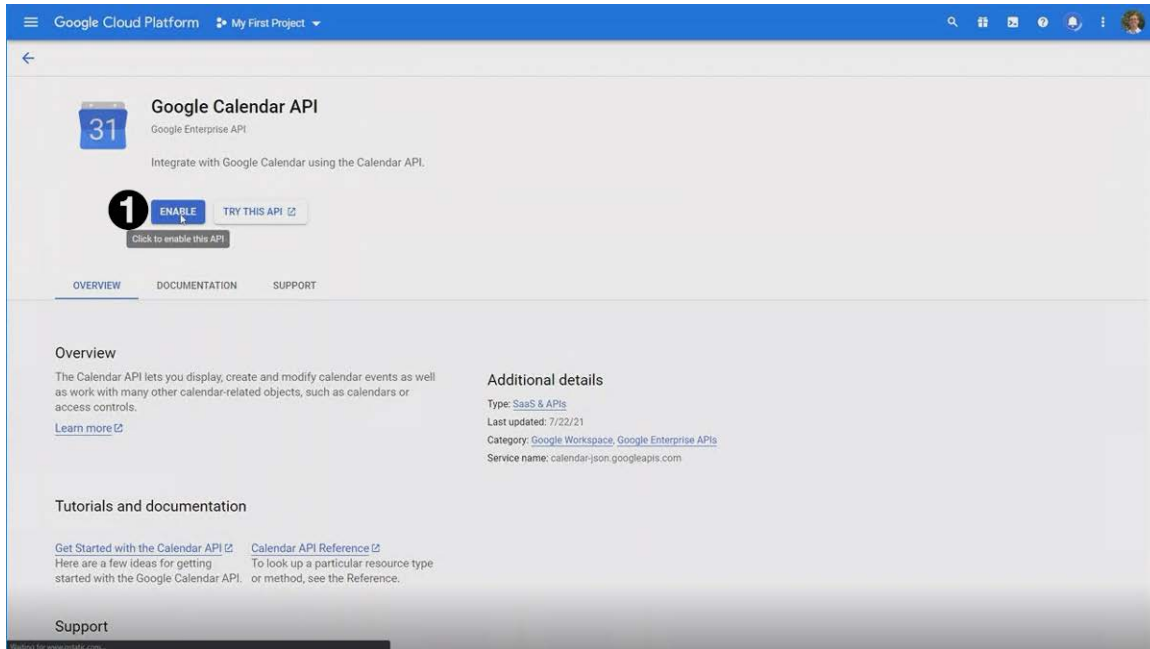 Google Cloud Platform My First Project
Google Calendar API
31
Google Enterprise API
Integrate with Google Calendar using the Calendar API.
1 ENABLE TRY THIS API
Click to enable this API
OVERVIEW DOCUMENTATION SUPPORT
Overview
The Calendar API lets you display, create and modify calendar events as well
as work with many other calendar-related objects, such as calendars or
access controls.
Learn more
Additional details
Type: SaaS & APIs
Last updated: 7/22/21
Category: Google Workspace, Google Enterprise APIs
Service name: calendar-json.googleapis.com
Tutorials and documentation
Get Started with the Calendar API
Here are a few ideas for getting
started with the Google Calendar API.
Calendar API Reference
To look up a particular resource type
or method, see the Reference.
Support
Waiting for www.gstatic.com...